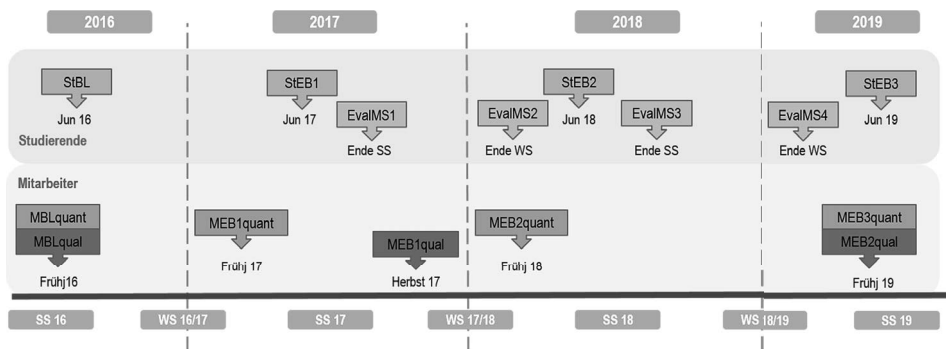 2016 2017 2018 2019
StBL StEB1 StEB2 StEB3
Jun 16 Jun 17 EvalMS1 EvalMS2 Jun 18 EvalMS3 EvalMS4 Jun 19
Studierende Ende SS Ende WS Ende SS Ende WS
Mitarbeiter
MBLquant MEB1quant MEB2quant MEB3quant
MBLqual MEB1qual MEB2qual
Frühj16 Frühj 17 Herbst 17 Frühj 18 Frühj 19
SS 16 WS 16/17 SS 17 WS 17/18 SS 18 WS 18/19 SS 19